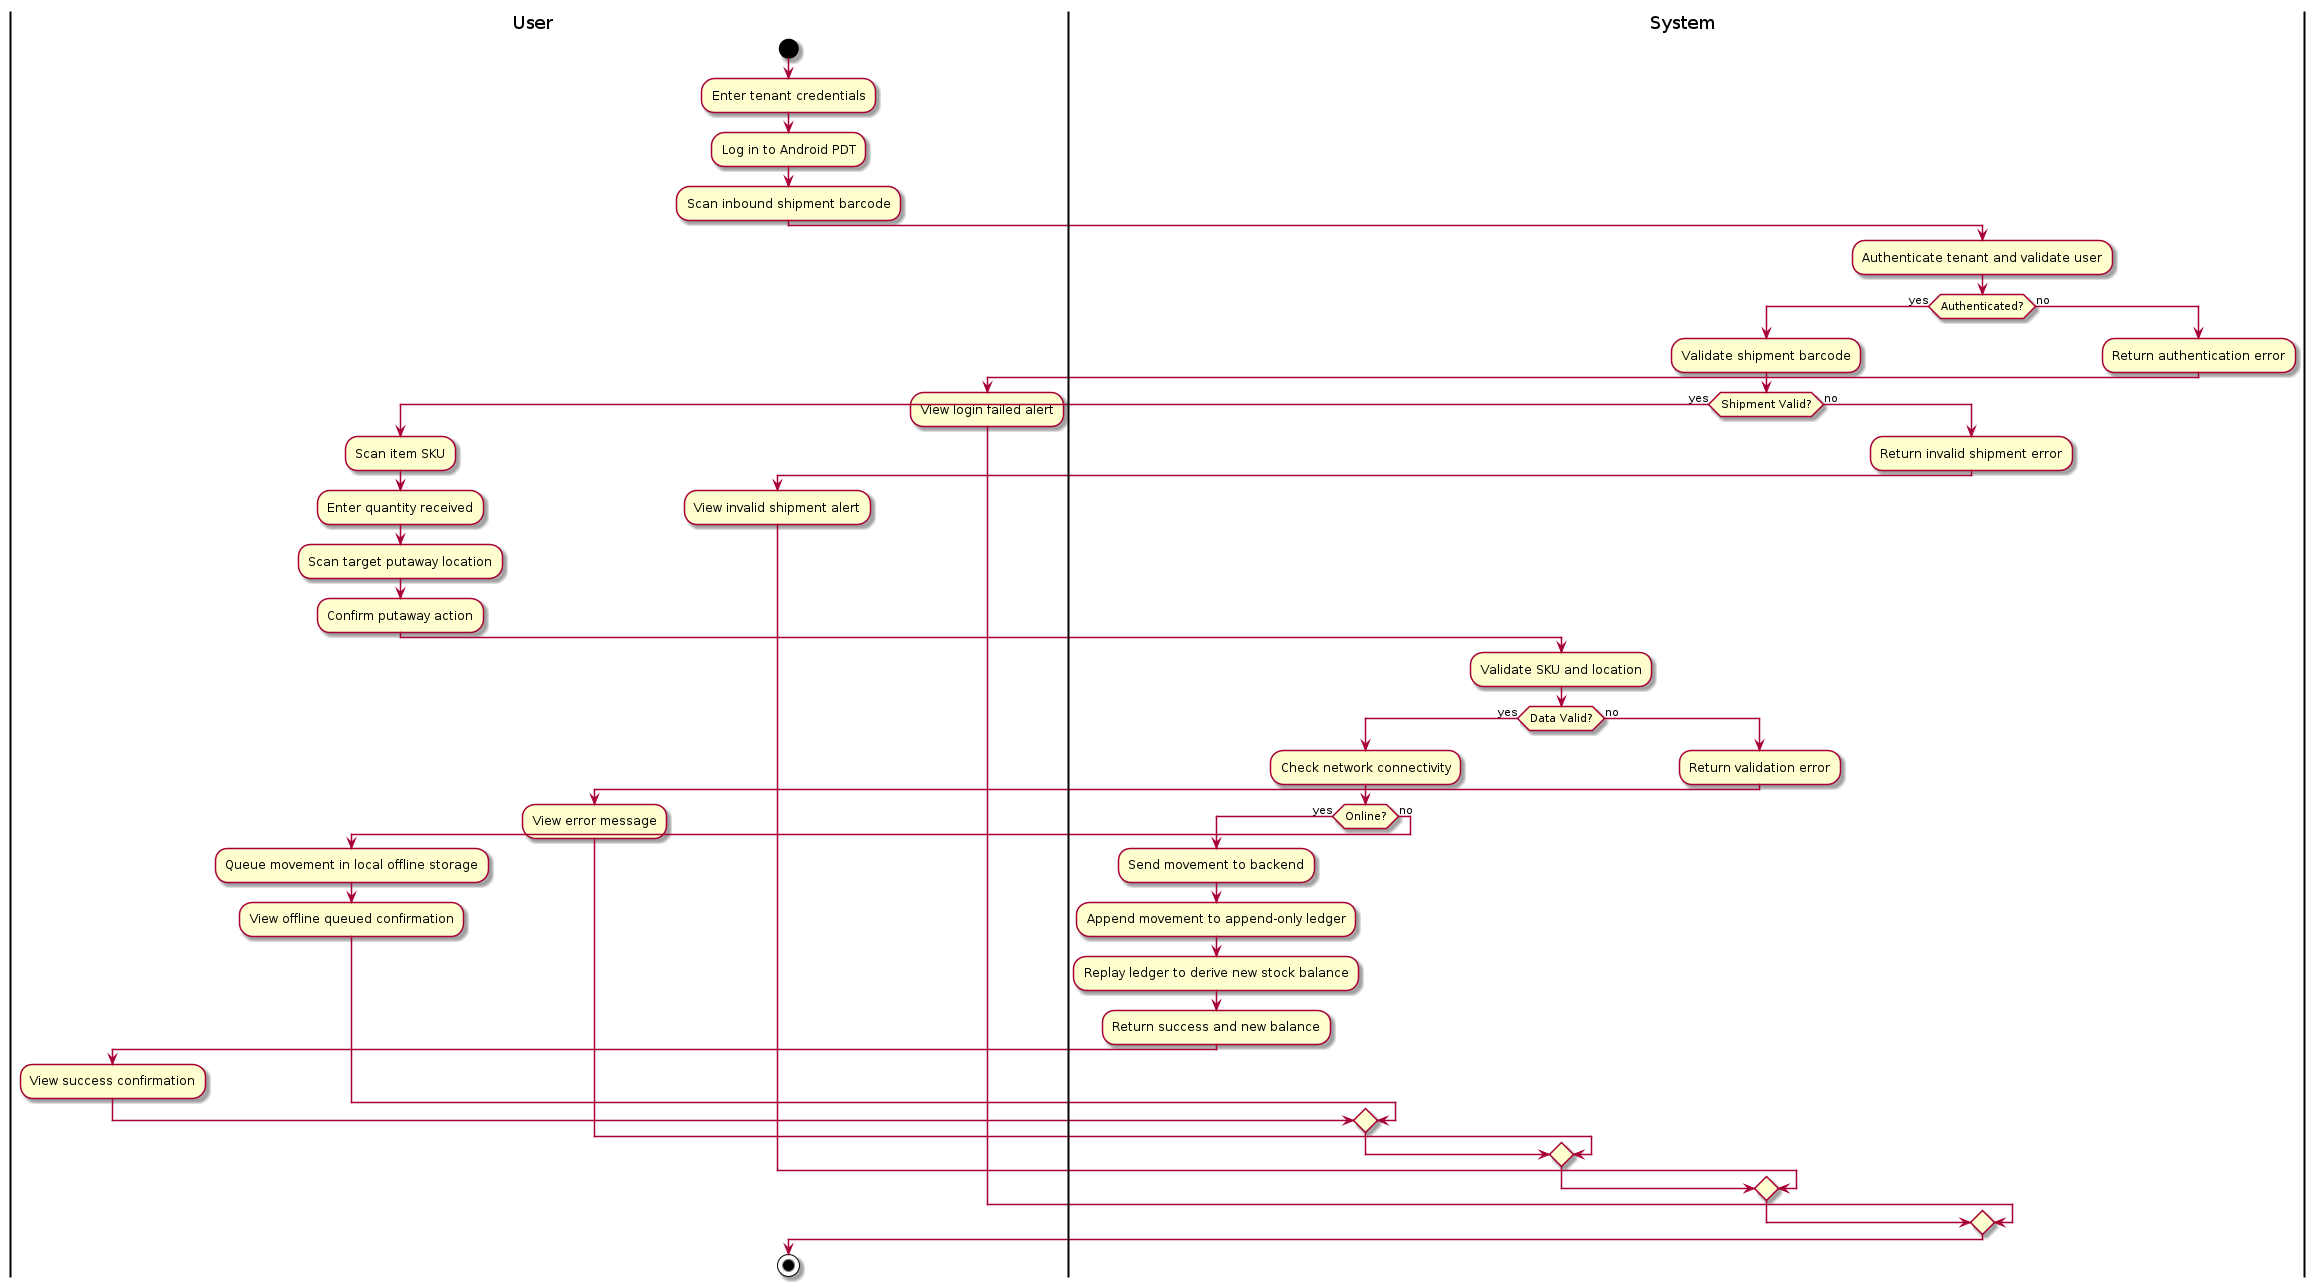 User
System
Enter tenant credentials
Log in to Android PDT
Scan inbound shipment barcode
Authenticate tenant and validate user
yes
Authenticated?
no
Validate shipment barcode
Return authentication error
View login failed alert
yes
Shipment Valid?
no
Scan item SKU
Return invalid shipment error
Enter quantity received
View invalid shipment alert
Scan target putaway location
Confirm putaway action
Validate SKU and location
yes
Data Valid?
no
Check network connectivity
Return validation error
View error message
yes
Online?
no
Queue movement in local offline storage
Send movement to backend
View offline queued confirmation
Append movement to append-only ledger
Replay ledger to derive new stock balance
Return success and new balance
View success confirmation